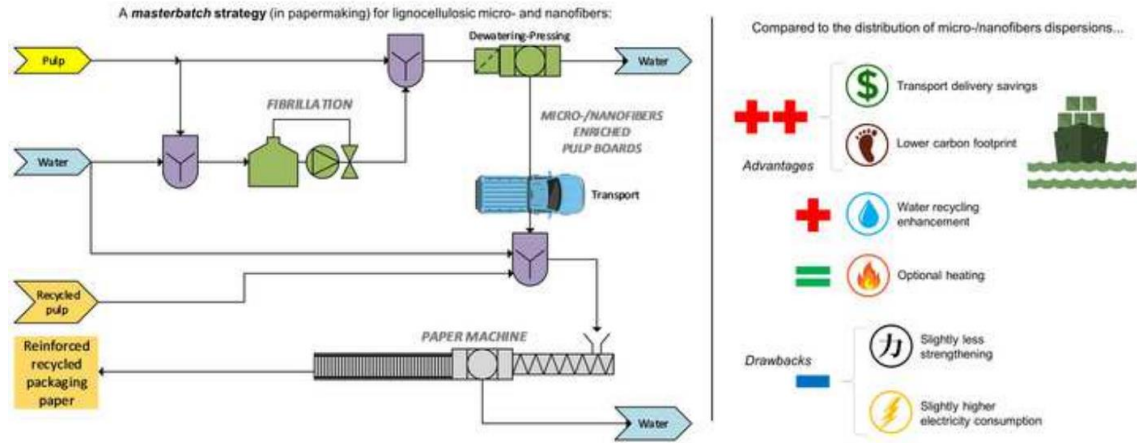 A masterbatch strategy (in papermaking) for lignocellulosic micro- and nanofibers:
Pulp
Dewatering-Pressing
Water
FIBRILLATION
MICRO-/NANOFIBERS
ENRICHED
PULP BOARDS
Water
Transport
Recycled
pulp
PAPER MACHINE
Reinforced
recycled
packaging
paper
Water
Compared to the distribution of micro-/nanofibers dispersions...
$
Transport delivery savings
Advantages
Lower carbon footprint
Water recycling
enhancement
Optional heating
Drawbacks
力
Slightly less
strengthening
Slightly higher
electricity consumption